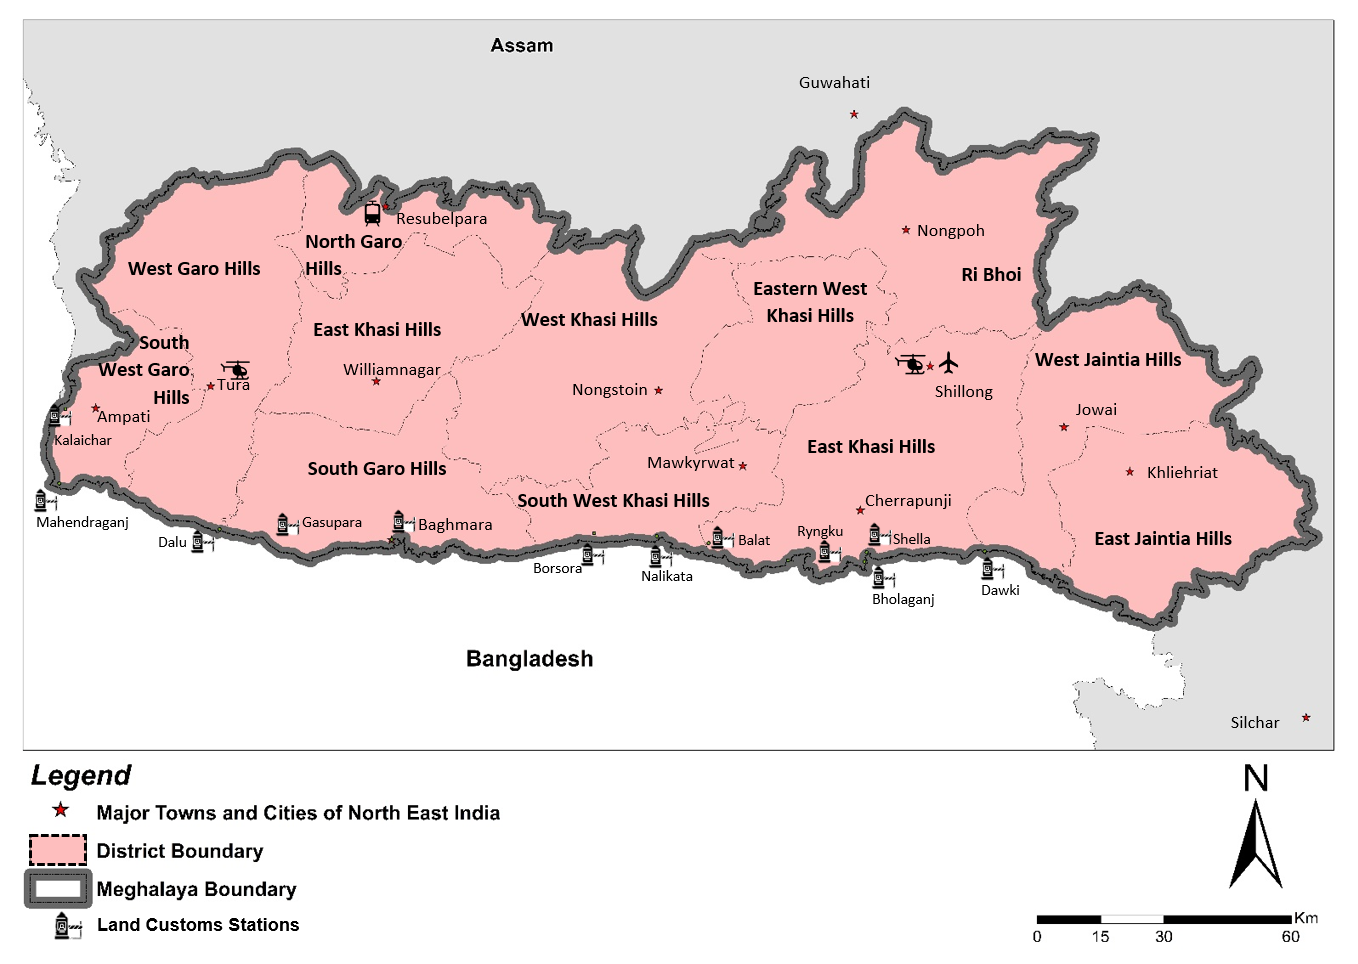 Assam
Guwahati
Resubelpara
Nongpoh
North Garo
Hills
West Garo Hills
Ri Bhoi
Eastern West
Khasi Hills
East Khasi Hills
West Khasi Hills
South
West Garo
Hills
West Jaintia Hills
Williamnagar
Tura
Nongstoin
Shillong
Ampati
Jowai
Kalaichar
East Khasi Hills
South Garo Hills
Mawkyrwat
Khliehriat
South West Khasi Hills
Cherrapunji
Mahendraganj
Gasupara
Baghmara
Dalu
Ryngku
Balat
Shella
East Jaintia Hills
Borsora
Nalikata
Dawki
Bholaganj
Bangladesh
Silchar
Legend
Major Towns and Cities of North East India
District Boundary
Meghalaya Boundary
Land Customs Stations
N
Km
0 15 30 60